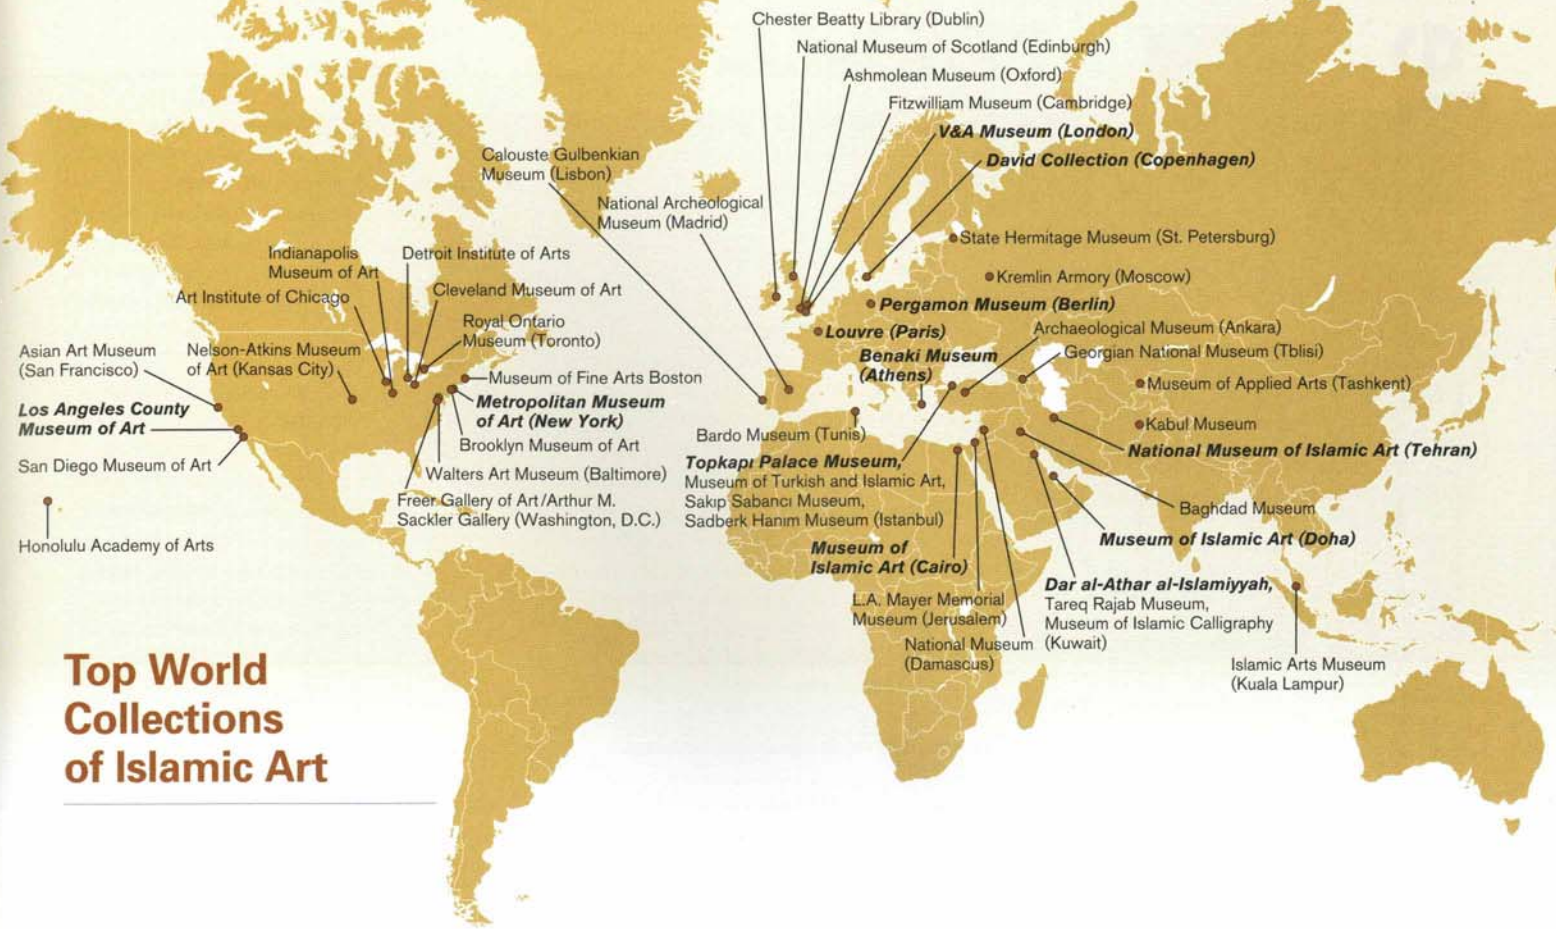 Chester Beatty Library (Dublin)
National Museum of Scotland (Edinburgh)
Ashmolean Museum (Oxford)
Fitzwilliam Museum (Cambridge)
V&A Museum (London)
David Collection (Copenhagen)
Calouste Gulbenkian
Museum (Lisbon)
National Archeological
Museum (Madrid)
State Hermitage Museum (St. Petersburg)
Kremlin Armory (Moscow)
Pergamon Museum (Berlin)
Louvre (Paris)
Archaeological Museum (Ankara)
Georgian National Museum (Tblisi)
Benaki Museum
(Athens)
Museum of Applied Arts (Tashkent)
Kabul Museum
National Museum of Islamic Art (Tehran)
Indianapolis
Museum of Art
Detroit Institute of Arts
Art Institute of Chicago
Cleveland Museum of Art
Royal Ontario
Museum (Toronto)
Asian Art Museum
(San Francisco)
Nelson-Atkins Museum
of Art (Kansas City)
Museum of Fine Arts Boston
Los Angeles County
Museum of Art
Metropolitan Museum
of Art (New York)
Brooklyn Museum of Art
San Diego Museum of Art
Walters Art Museum (Baltimore)
Freer Gallery of Art/Arthur M.
Sackler Gallery (Washington, D.C.)
Honolulu Academy of Arts
Bardo Museum (Tunis)
Topkapı Palace Museum,
Museum of Turkish and Islamic Art,
Sakıp Sabancı Museum,
Sadberk Hanım Museum (Istanbul)
Museum of
Islamic Art (Cairo)
L.A. Mayer Memorial
Museum (Jerusalem)
National Museum
(Damascus)
Baghdad Museum
Museum of Islamic Art (Doha)
Dar al-Athar al-Islamiyyah,
Tareq Rajab Museum,
Museum of Islamic Calligraphy
(Kuwait)
Islamic Arts Museum
(Kuala Lampur)
Top World
Collections
of Islamic Art